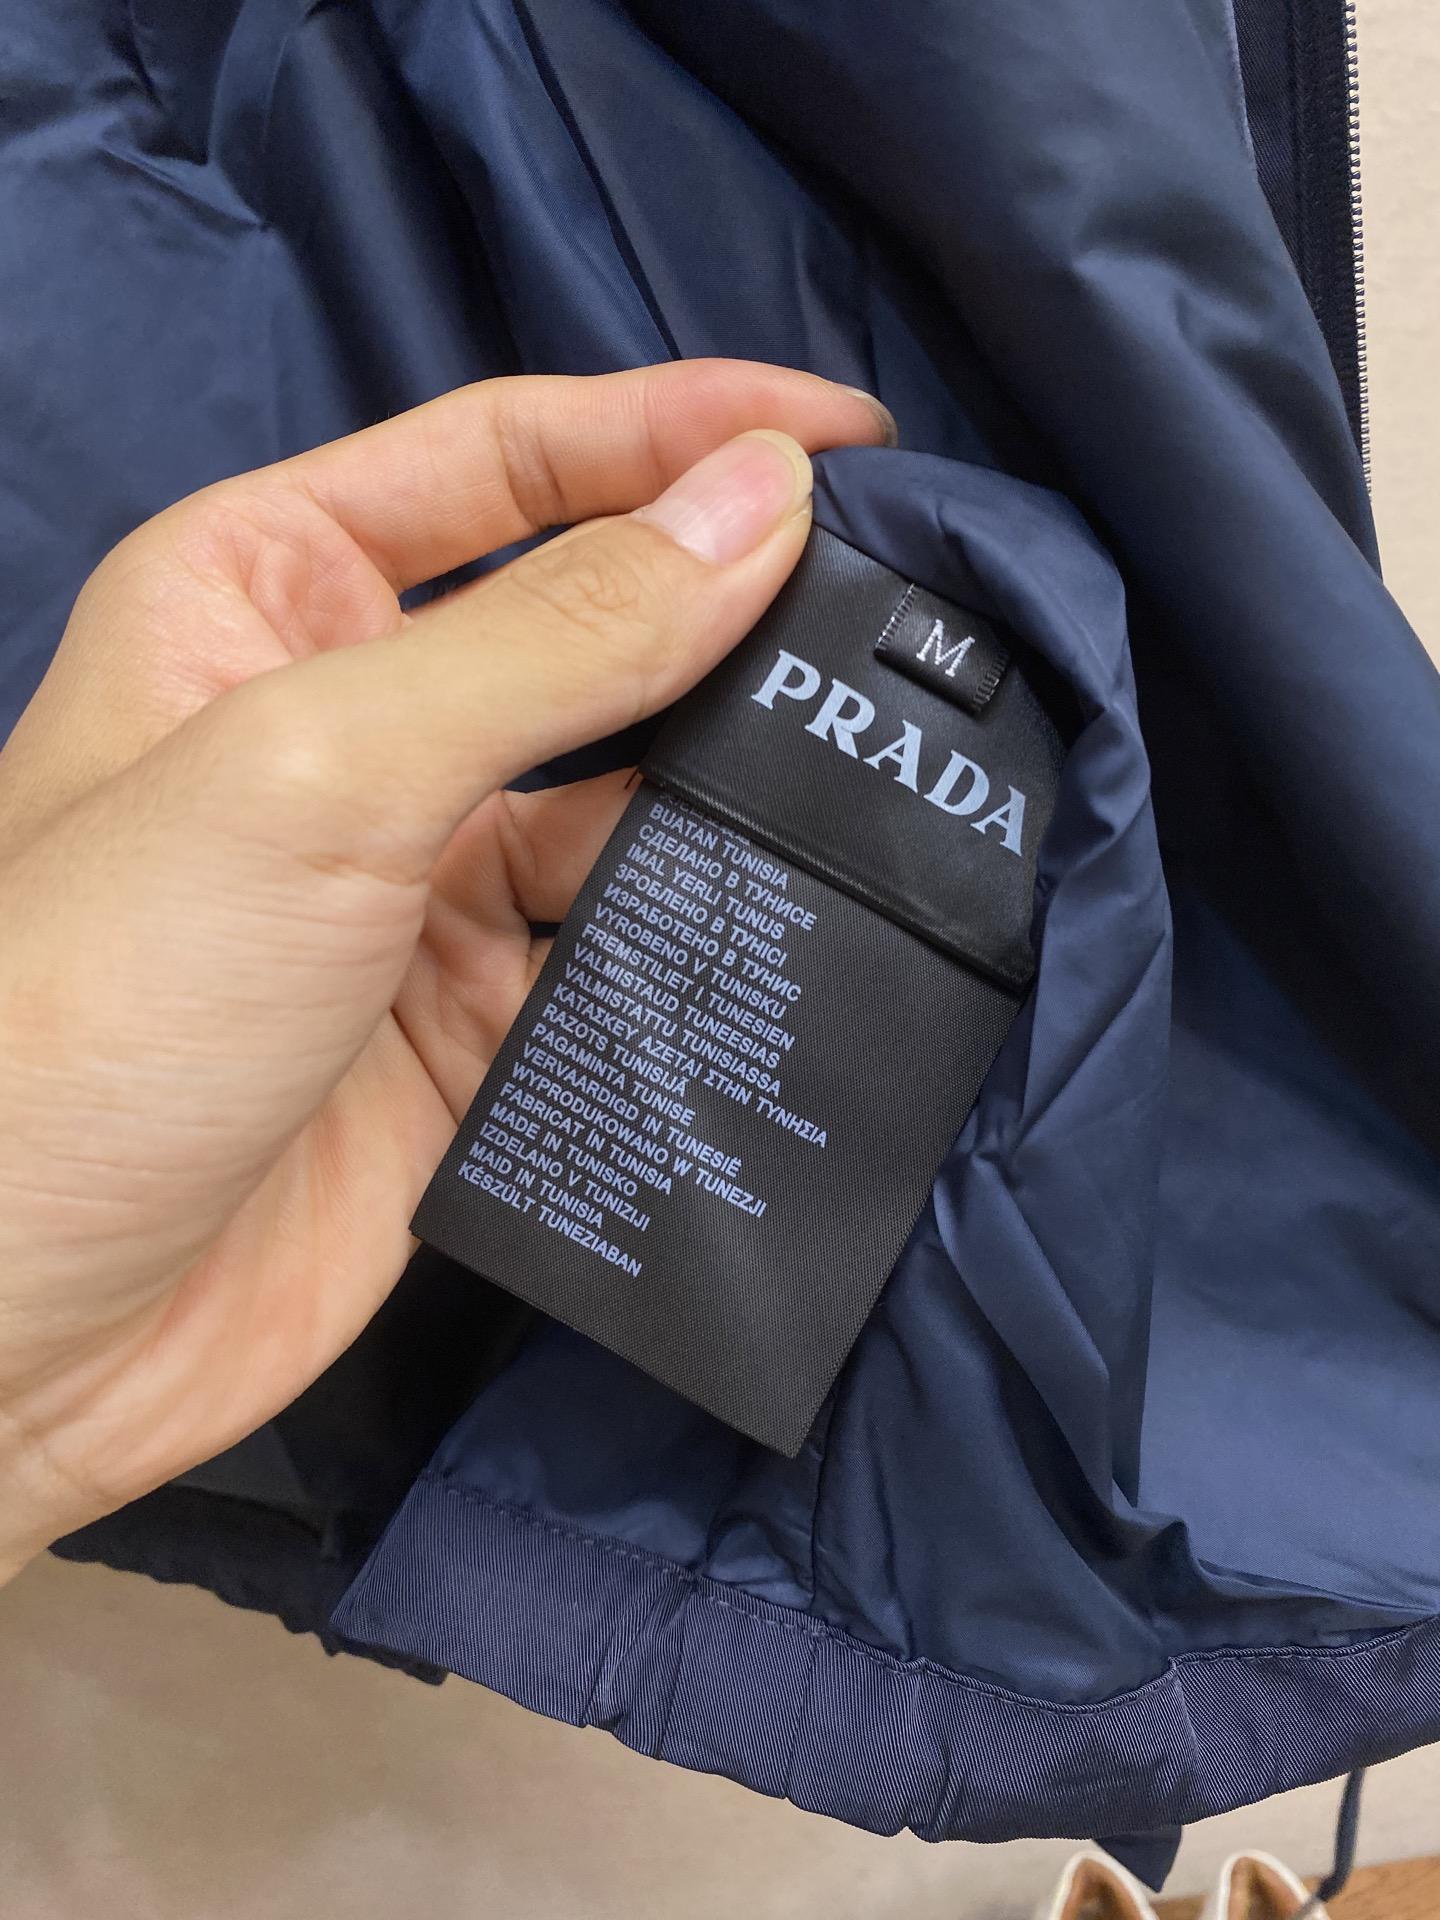 M
PRADA
BUATAN TUNISIA
СДЕЛАНО В ТУНИСЕ
IMAL YERLI TUNUS
ЗРОБЛЕНО В ТУНІСІ
ИЗРАБОТЕНО В ТУНИС
VYROBENO V TUNISKU
FREMSTILLET I TUNESIEN
VALMISTAUD TUNEESIAS
VALMISTATTU TUNISIASSA
ΚΑΤΑΣΚΕΥ ΑΖΕΤΑΙ ΣΤΗΝ ΤΥΝΗΣΙΑ
RAZOTS TUNISIJĀ
PAGAMINTA TUNISE
VERVAARDIGD IN TUNESIË
WYPRODUKOWANO W TUNEZJI
FABRICAT ÎN TUNISIA
MADE IN TUNISKO
IZDELANO V TUNIZIJI
MAID IN TUNISIA
KÉSZÜLT TUNEZIABAN